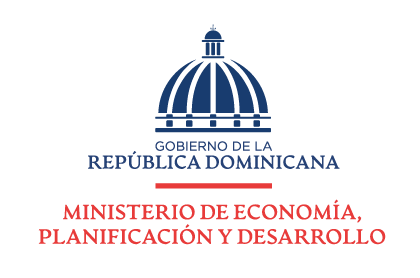 GOBIERNO DE LA
REPÚBLICA DOMINICANA
MINISTERIO DE ECONOMÍA,
PLANIFICACIÓN Y DESARROLLO